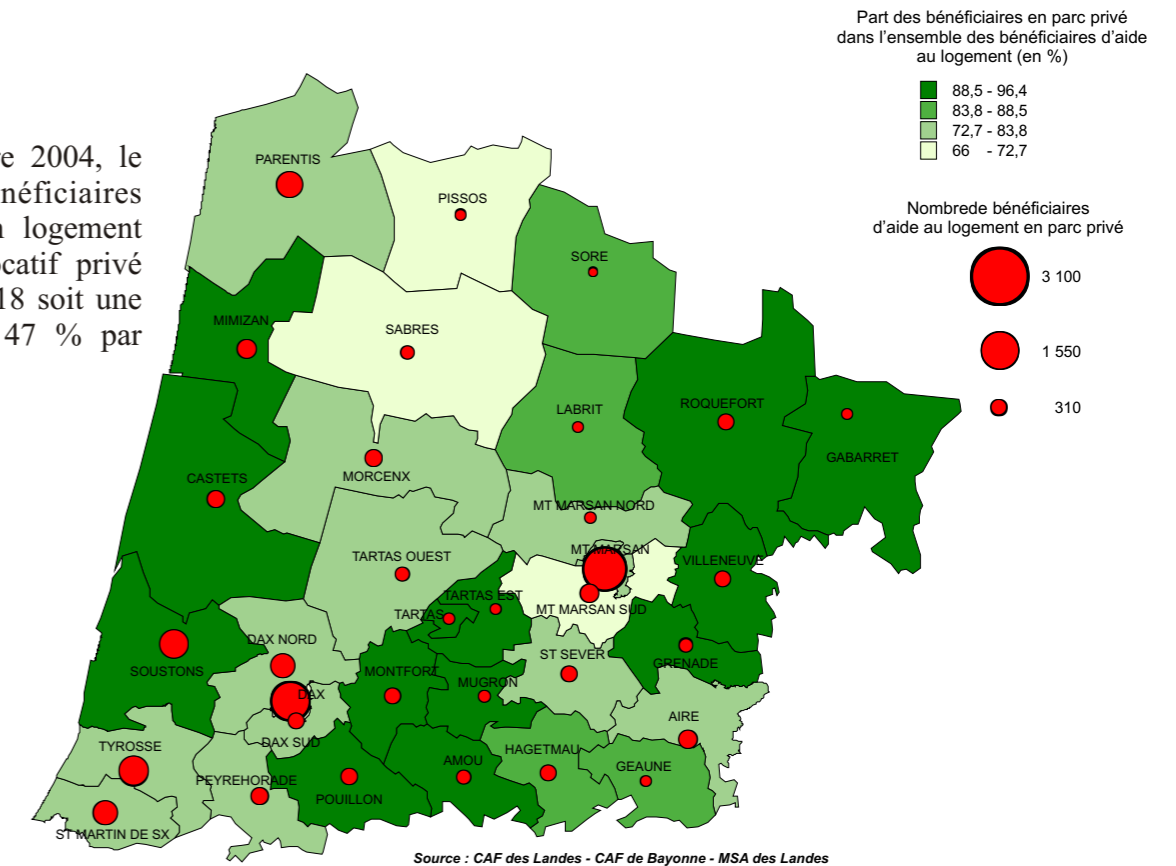 Part des bénéficiaires en parc privé
dans l'ensemble des bénéficiaires d'aide
au logement (en %)
88,5 - 96,4
83,8 - 88,5
72,7 - 83,8
66 - 72,7
Nombrede bénéficiaires
d'aide au logement en parc privé
3 100
1 550
310
re 2004, le
énéficiaires
logement
ocatif privé
18 soit une
47 % par
PARENTIS
PISSOS
SORE
MIMIZAN
SABRES
LABRIT
ROQUEFORT
GABARRET
CASTETS
MORCENX
MT MARSAN NORD
MT MARSAN
TARTAS OUEST
VILLENEUVE
TARTAS EST
MT MARSAN SUD
TARTAS
DAX NORD
ST SEVER
GRENADE
SOUSTONS
MONTFORT
MUGRON
DAX
AIRE
DAX SUD
TYROSSE
HAGETMAU
AMOU
GEAUNE
PEYREHORADE
POUILLON
ST MARTIN DE SX
Source : CAF des Landes - CAF de Bayonne - MSA des Landes